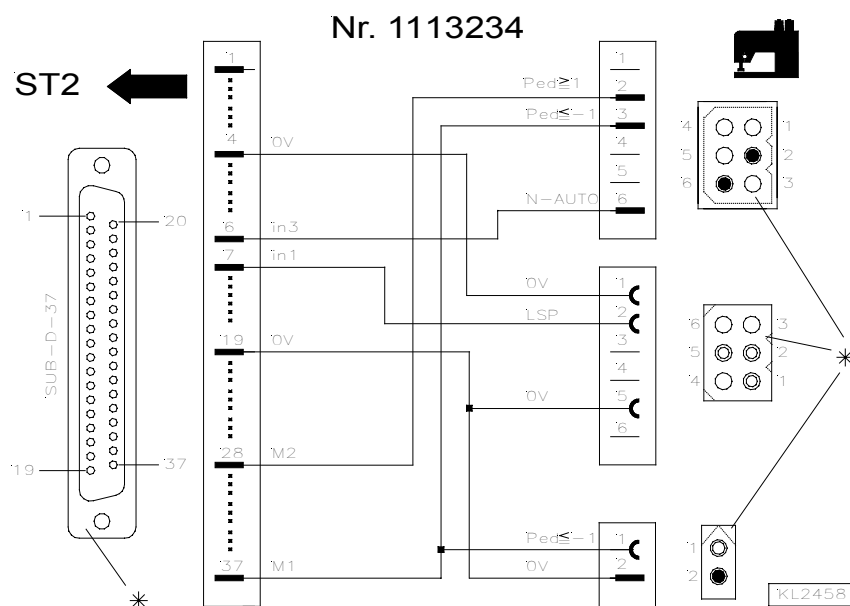 Nr. 1113234
ST2
1
20
SUB-D-37
19
37
1
4 0V
6 in3
7 in1
19 0V
28 M2
37 M1
1
Ped≧1 2
Ped≦-1 3
4
5
N-AUTO 6
0V 1
LSP 2
3
4
0V 5
6
Ped≦-1 1
0V 2
4 1
5 2
6 3
6 3
5 2
4 1
1
2
*
*
KL2458